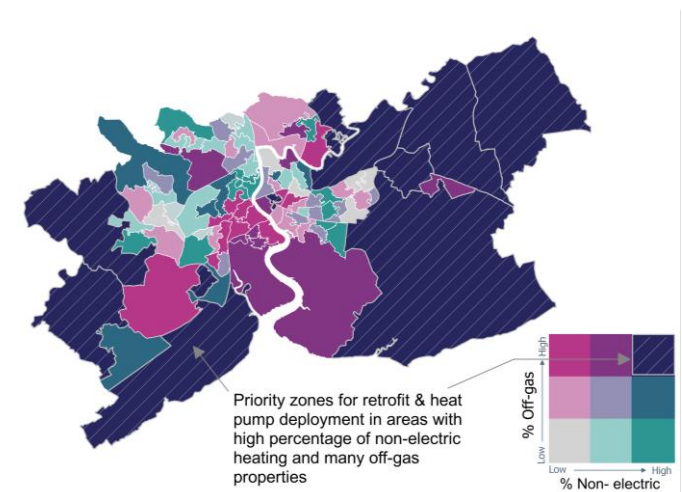 Priority zones for retrofit & heat
pump deployment in areas with
high percentage of non-electric
heating and many off-gas
properties
% Off-gas
High
Low
Low
High
% Non- electric